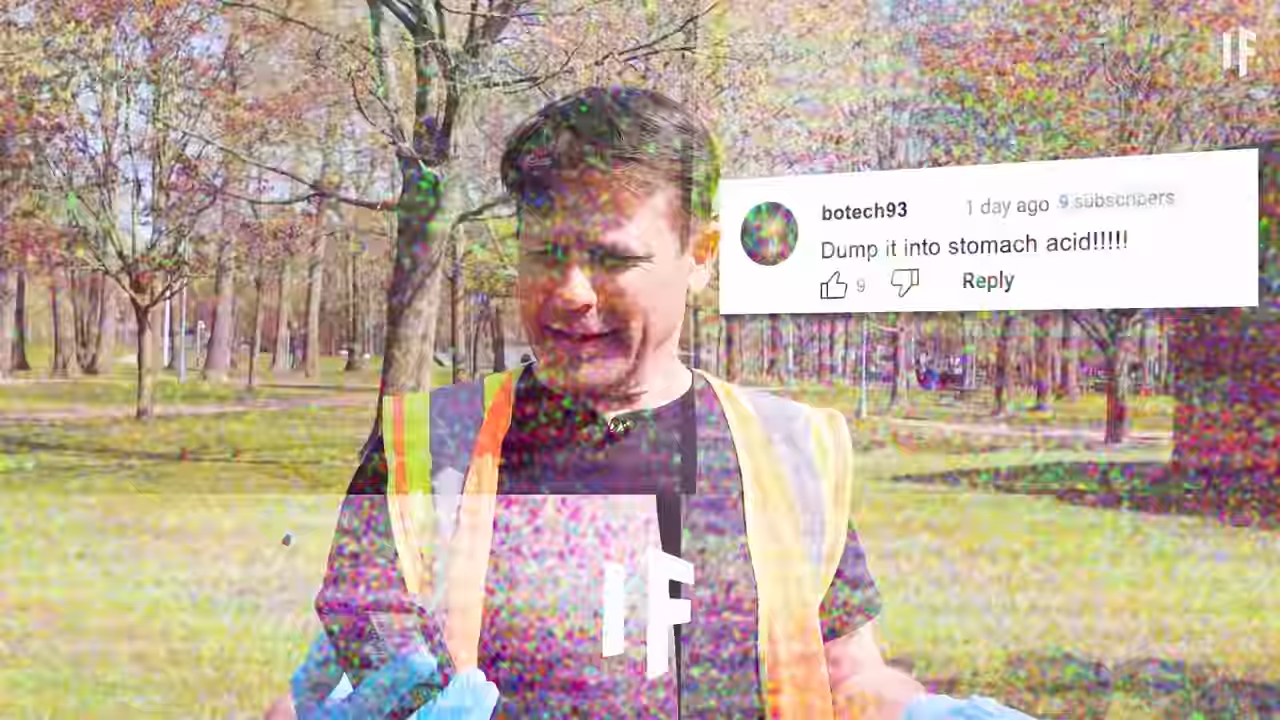 IF
botech93 1 day ago 9 subscribers
Dump it into stomach acid!!!!!
9 Reply
IF